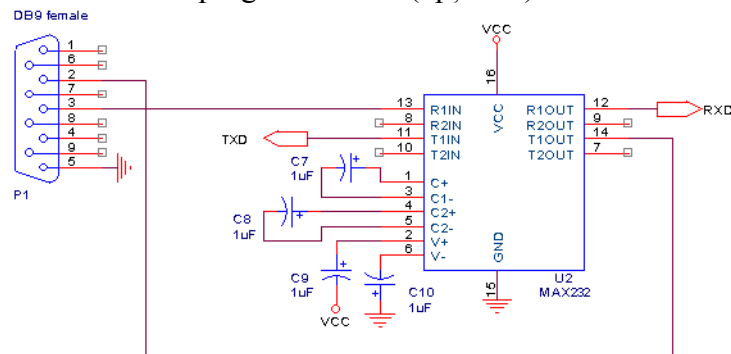 DB9 female
1
6
2
7
3
8
4
9
5
P1
VCC
16
13 R1IN VCC R1OUT 12 RXD
8 R2IN R2OUT 9
TXD 11 T1IN T1OUT 14
10 T2IN T2OUT 7
C7
1uF
1 C+
3 C1-
4 C2+
5 C2-
2 V+
6 V-
C8
1uF
GND
15
C9
1uF
VCC
C10
1uF
U2
MAX232